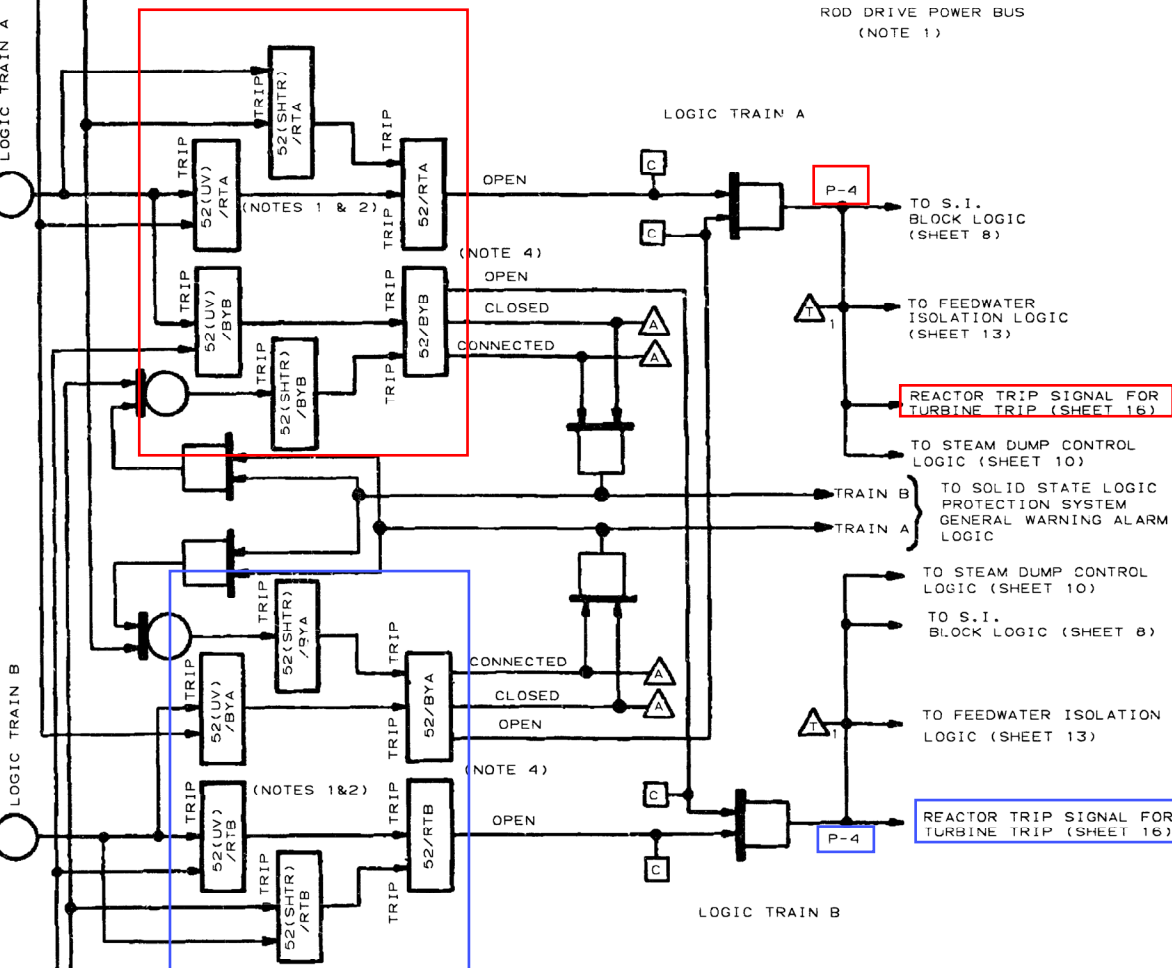 ROD DRIVE POWER BUS
(NOTE 1)
LOGIC TRAIN A
LOGIC TRAIN A
TRIP
52(SHTR)
/RTA
TRIP
TRIP
52(UV)
/RTA
(NOTES 1 & 2)
52/RTA
TRIP
OPEN
C
C
P-4
TO S.I.
BLOCK LOGIC
(SHEET 8)
(NOTE 4)
TRIP
52(UV)
/BYB
TRIP
52/BYB
TRIP
OPEN
CLOSED
CONNECTED
A
A
T
1
TO FEEDWATER
ISOLATION LOGIC
(SHEET 13)
TRIP
52(SHTR)
/BYB
REACTOR TRIP SIGNAL FOR
TURBINE TRIP (SHEET 16)
TO STEAM DUMP CONTROL
LOGIC (SHEET 10)
TRAIN B
TRAIN A
TO SOLID STATE LOGIC
PROTECTION SYSTEM
GENERAL WARNING ALARM
LOGIC
TO STEAM DUMP CONTROL
LOGIC (SHEET 10)
TO S.I.
BLOCK LOGIC (SHEET 8)
TRIP
52(SHTR)
/BYA
TRIP
TRIP
52(UV)
/BYA
52/BYA
TRIP
CONNECTED
CLOSED
OPEN
A
A
T
1
TO FEEDWATER ISOLATION
LOGIC (SHEET 13)
(NOTE 4)
LOGIC TRAIN B
TRIP
52(UV)
/RTB
(NOTES 1&2)
TRIP
52/RTB
TRIP
OPEN
C
C
P-4
REACTOR TRIP SIGNAL FOR
TURBINE TRIP (SHEET 16)
TRIP
52(SHTR)
/RTB
LOGIC TRAIN B